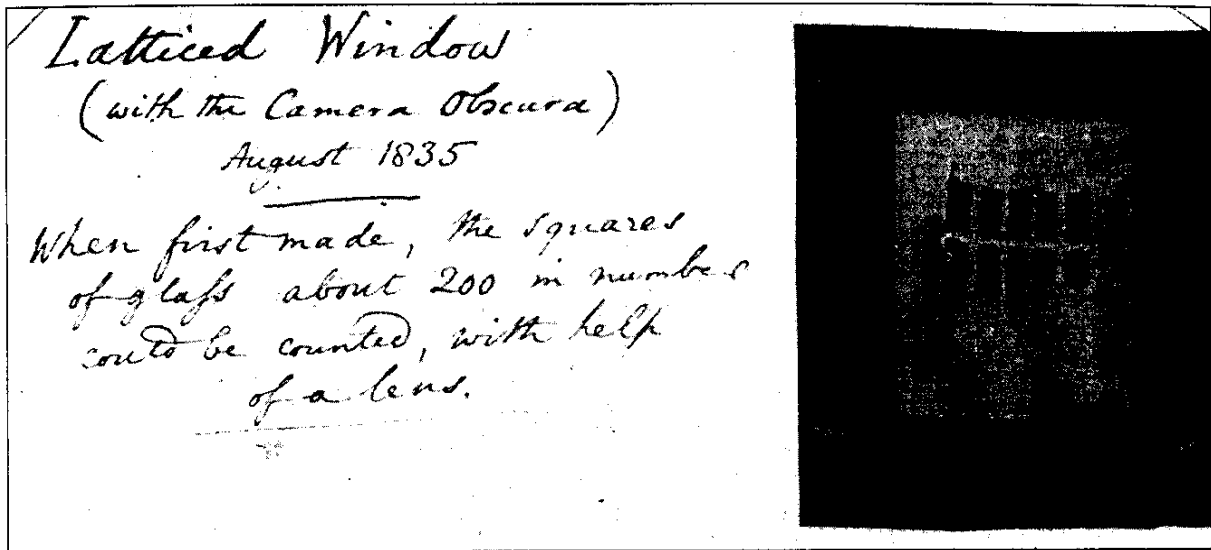 Latticed Window
(with the Camera Obscura)
August 1835
When first made, the squares
of glaſs about 200 in number
could be counted, with help
of a lens.